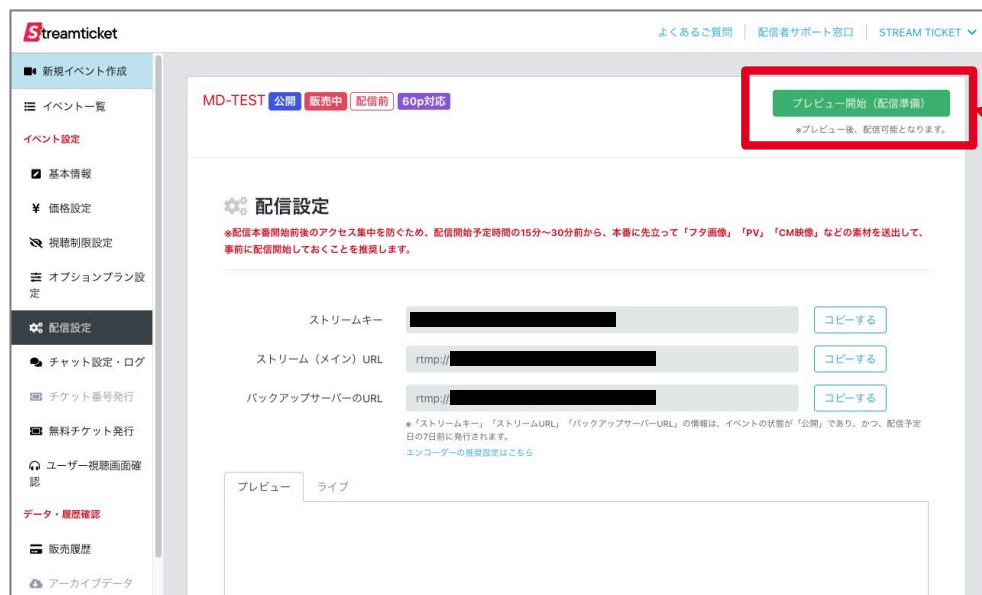 Streamticket
よくあるご質問
配信者サポート窓口
STREAM TICKET
新規イベント作成
イベント一覧
イベント設定
基本情報
価格設定
視聴制限設定
オプションプラン設
定
配信設定
チャット設定・ログ
チケット番号発行
無料チケット発行
ユーザー視聴画面確
認
データ・履歴確認
販売履歴
アーカイブデータ
MD-TEST 公開 販売中 配信前 60p対応
プレビュー開始（配信準備）
※プレビュー後、配信可能となります。
配信設定
※配信本番開始前後のアクセス集中を防ぐため、配信開始予定時間の15分〜30分前から、本番に先立って「フタ画像」「PV」「CM映像」などの素材を送出して、
事前に配信開始しておくことを推奨します。
ストリームキー
コピーする
ストリーム（メイン）URL
rtmp://
コピーする
バックアップサーバーのURL
rtmp://
コピーする
※「ストリームキー」「ストリームURL」「バックアップサーバーURL」の情報は、イベントの状態が「公開」であり、かつ、配信予定
日の7日前に発行されます。
エンコーダーの推奨設定はこちら
プレビュー
ライブ